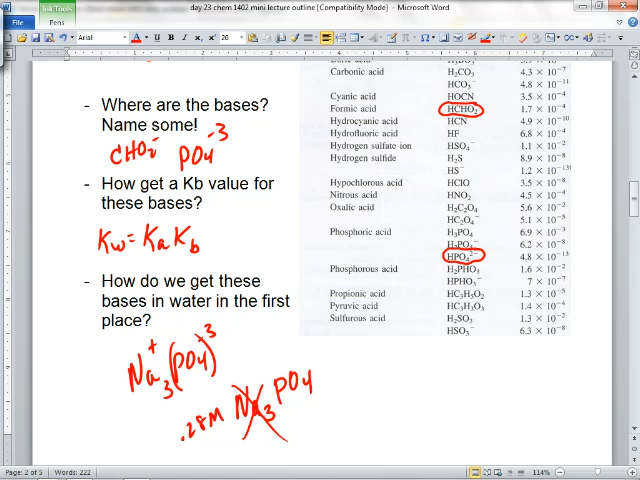 InkTools
day 23 chem 1402 mini lecture outline [Compatibility Mode] - Microsoft Word
File
Pens
Arial
20
A
Carbonic acid H₂CO₃ 4.3 × 10⁻⁷
HCO₃⁻ 4.8 × 10⁻¹¹
Cyanic acid HOCN 3.5 × 10⁻⁴
Formic acid HCHO₂ 1.7 × 10⁻⁴
Hydrocyanic acid HCN 4.9 × 10⁻¹⁰
Hydrofluoric acid HF 6.8 × 10⁻⁴
Hydrogen sulfate ion HSO₄⁻ 1.1 × 10⁻²
Hydrogen sulfide H₂S 8.9 × 10⁻⁸
HS⁻ 1.2 × 10⁻¹³
Hypochlorous acid HClO 3.5 × 10⁻⁸
Nitrous acid HNO₂ 4.5 × 10⁻⁴
Oxalic acid H₂C₂O₄ 5.6 × 10⁻²
HC₂O₄⁻ 5.1 × 10⁻⁵
Phosphoric acid H₃PO₄ 6.9 × 10⁻³
H₂PO₄⁻ 6.2 × 10⁻⁸
HPO₄²⁻ 4.8 × 10⁻¹³
Phosphorous acid H₂PHO₃ 1.6 × 10⁻²
HPHO₃⁻ 7 × 10⁻⁷
Propionic acid HC₃H₅O₂ 1.3 × 10⁻⁵
Pyruvic acid HC₃H₃O₃ 1.4 × 10⁻⁴
Sulfurous acid H₂SO₃ 1.3 × 10⁻²
HSO₃⁻ 6.3 × 10⁻⁸
- Where are the bases?
Name some!
CHO₂⁻ PO₄⁻³
- How get a Kb value for
these bases?
Kw = Ka Kb
- How do we get these
bases in water in the first
place?
Na₃⁺(PO₄)⁺³
.28M Na₃PO₄
Page: 2 of 5
Words: 222
114%